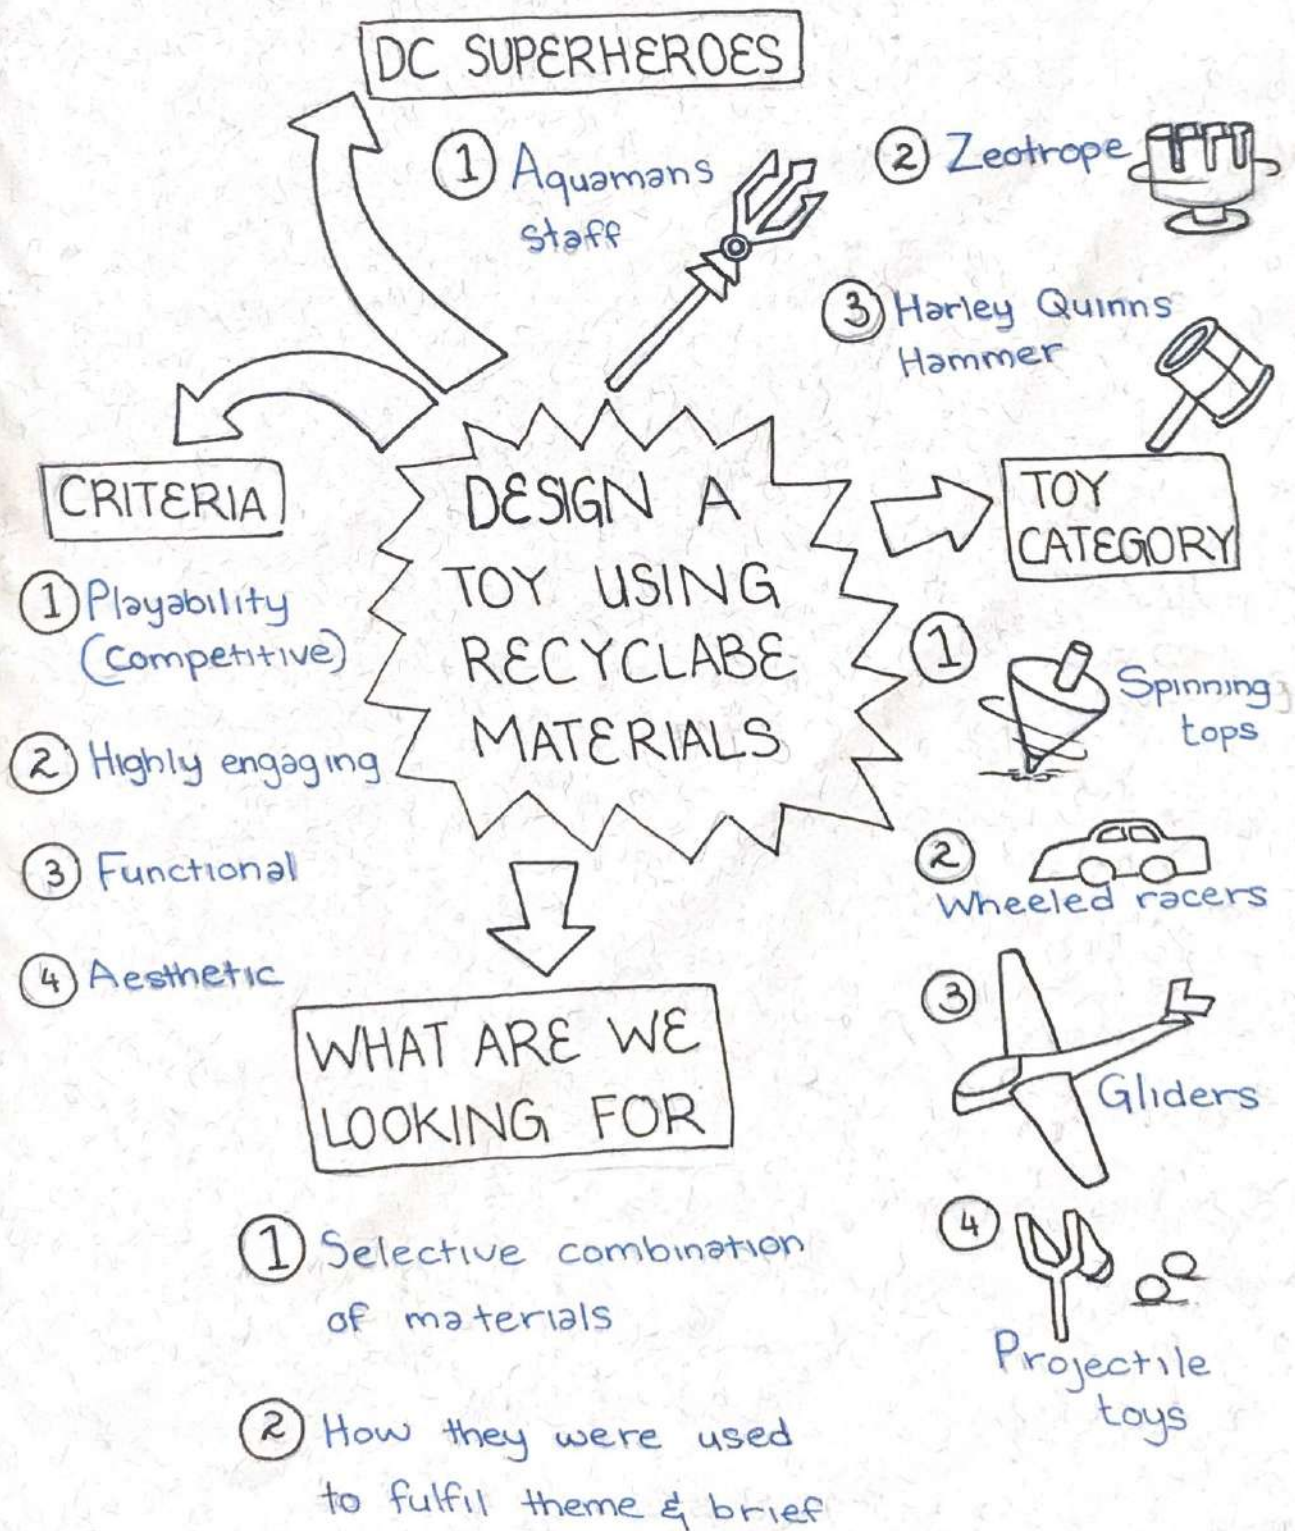 DC SUPERHEROES
1 Aquamans
staff
2 Zeotrope
3 Harley Quinns
Hammer
CRITERIA
1 Playability
(Competitive)
2 Highly engaging
3 Functional
4 Aesthetic
DESIGN A
TOY USING
RECYCLABE
MATERIALS
TOY
CATEGORY
1 Spinning
tops
2
Wheeled racers
3
Gliders
4
Projectile
toys
WHAT ARE WE
LOOKING FOR
1 Selective combination
of materials
2 How they were used
to fulfil theme & brief